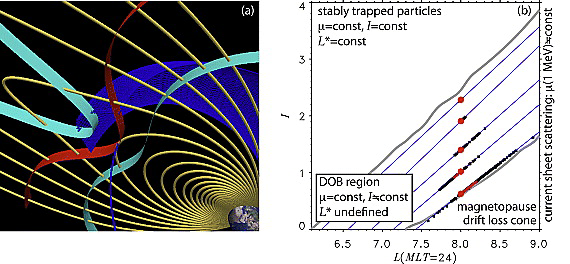 (a)
stably trapped particles
(b)
μ=const, I=const
L*=const
DOB region
μ=const, I≒const
L* undefined
magnetopause
drift loss cone
current sheet scattering: μ(1 MeV)≒const
I
4
3
2
1
0
6.5
7.0
7.5
8.0
8.5
9.0
L(MLT=24)